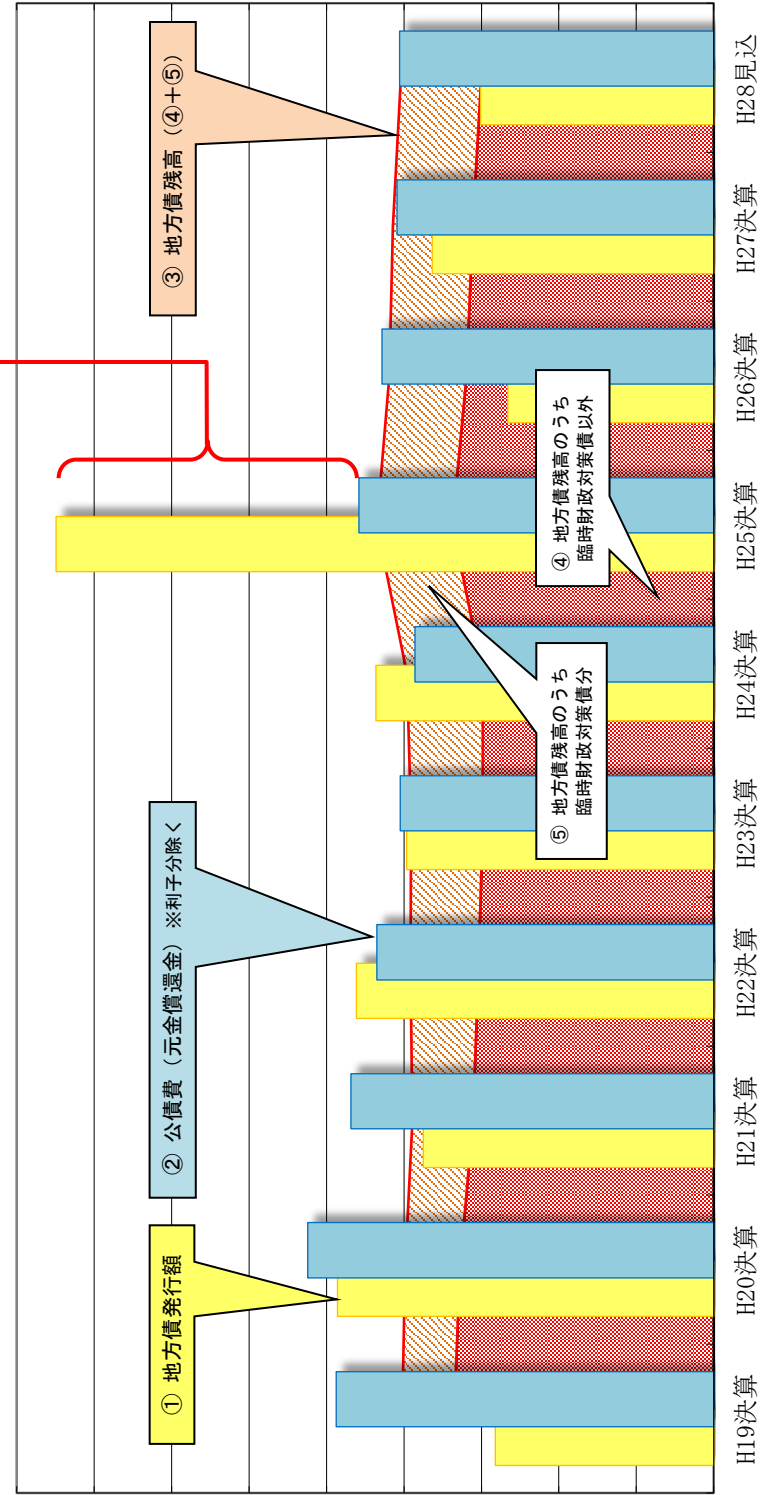 ① 地方債発行額
② 公債費（元金償還金）※利子分除く
③ 地方債残高（④＋⑤）
⑤ 地方債残高のうち
臨時財政対策債分
④ 地方債残高のうち
臨時財政対策債以外
H19決算
H20決算
H21決算
H22決算
H23決算
H24決算
H25決算
H26決算
H27決算
H28見込